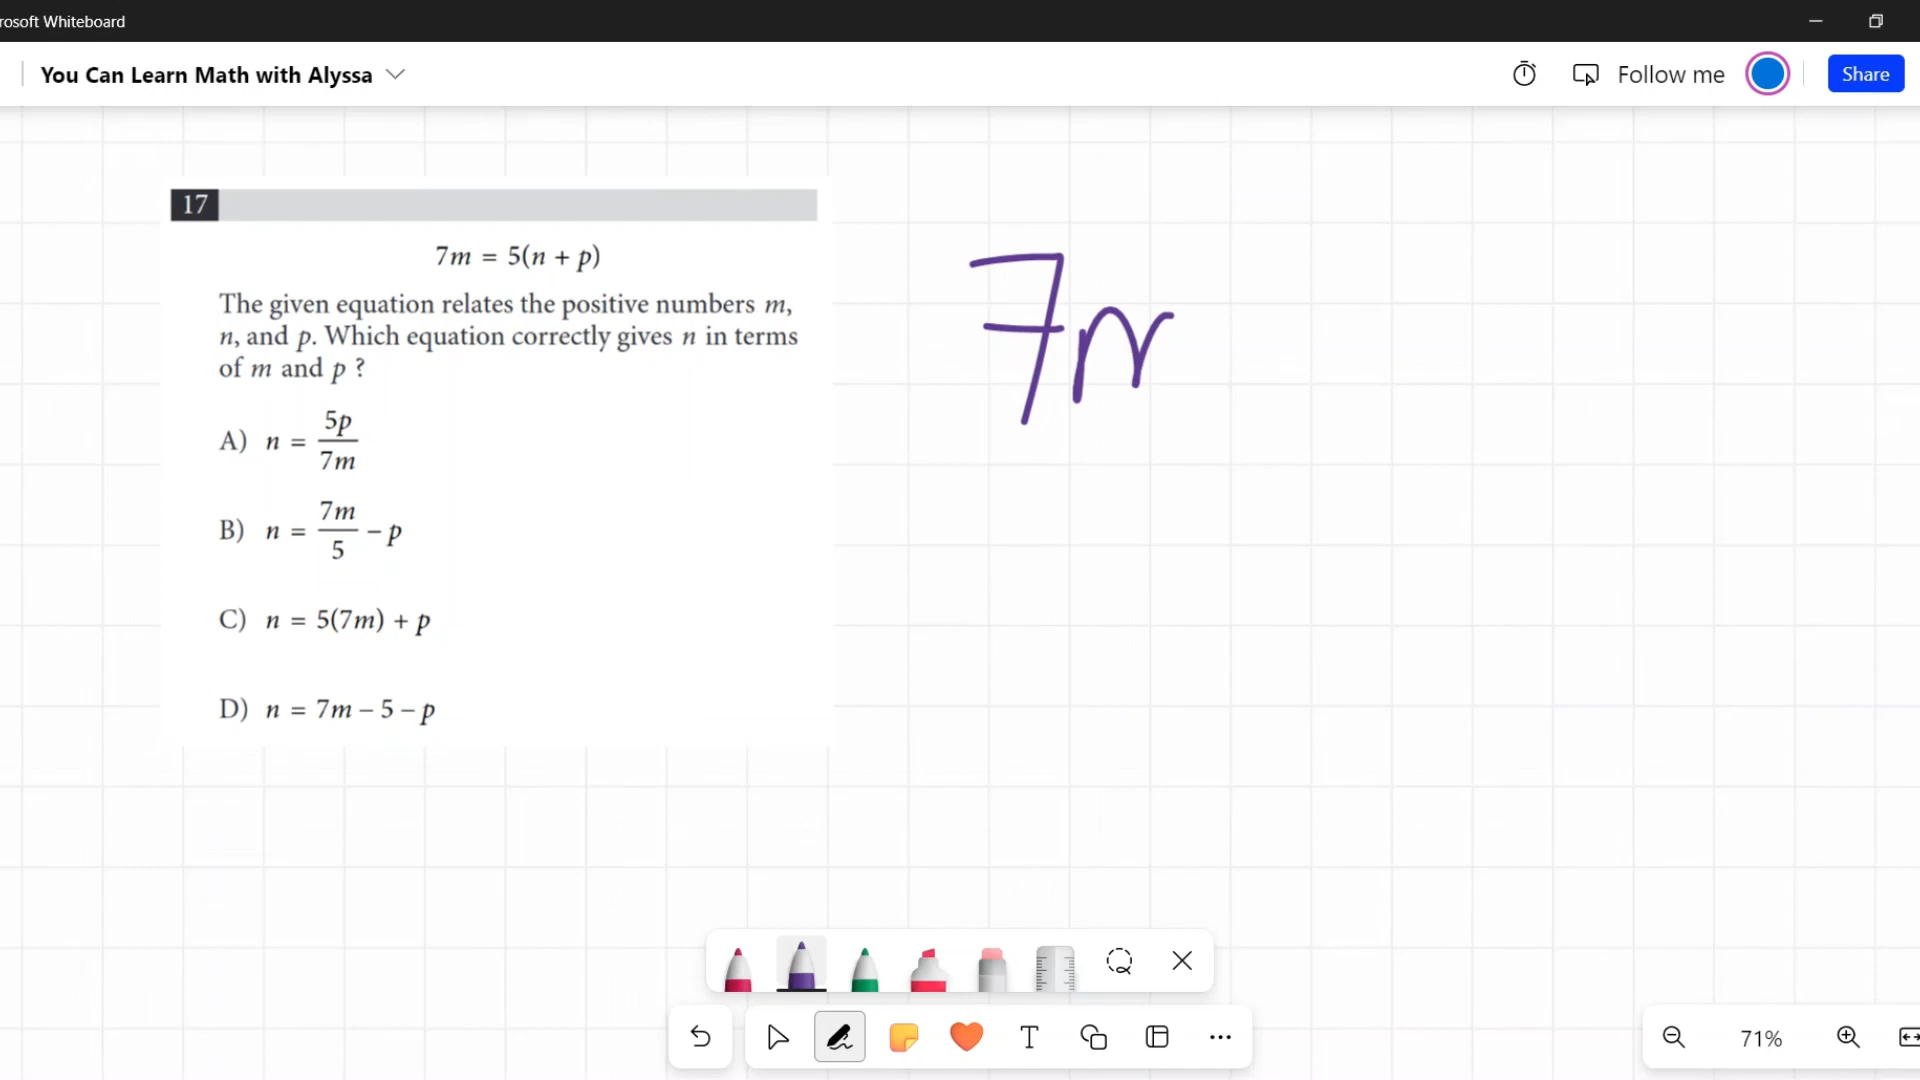 rosoft Whiteboard
You Can Learn Math with Alyssa
Follow me
Share
17
7m = 5(n + p)
The given equation relates the positive numbers m,
n, and p. Which equation correctly gives n in terms
of m and p ?
A) n = 5p/7m
B) n = 7m/5 − p
C) n = 5(7m) + p
D) n = 7m − 5 − p
7
71%